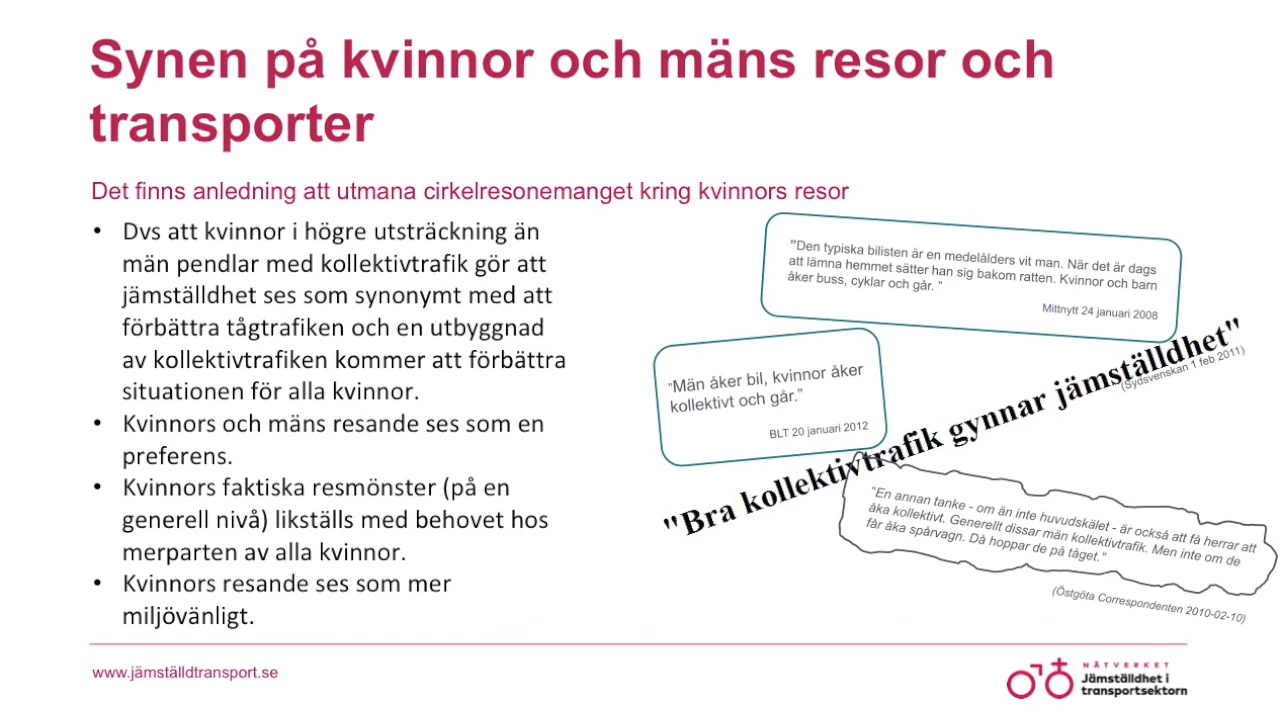 Synen på kvinnor och mäns resor och
transporter
Det finns anledning att utmana cirkelresonemanget kring kvinnors resor
• Dvs att kvinnor i högre utsträckning än
män pendlar med kollektivtrafik gör att
jämställdhet ses som synonymt med att
förbättra tågtrafiken och en utbyggnad
av kollektivtrafiken kommer att förbättra
situationen för alla kvinnor.
• Kvinnors och mäns resande ses som en
preferens.
• Kvinnors faktiska resmönster (på en
generell nivå) likställs med behovet hos
merparten av alla kvinnor.
• Kvinnors resande ses som mer
miljövänligt.
"Den typiska bilisten är en medelålders vit man. När det är dags
att lämna hemmet sätter han sig bakom ratten. Kvinnor och barn
åker buss, cyklar och går. "
Mittnytt 24 januari 2008
"Män åker bil, kvinnor åker
kollektivt och går."
BLT 20 januari 2012
"Bra kollektivtrafik gynnar jämställdhet"
(Sydsvenskan 1 feb 2011)
"En annan tanke - om än inte huvudskälet - är också att få herrar att
åka kollektivt. Generellt dissar män kollektivtrafik. Men inte om de
får åka spårvagn. Då hoppar de på tåget."
(Östgöta Correspondenten 2010-02-10)
www.jämställdtransport.se
NÄTVERKET
Jämställdhet i
transportsektorn